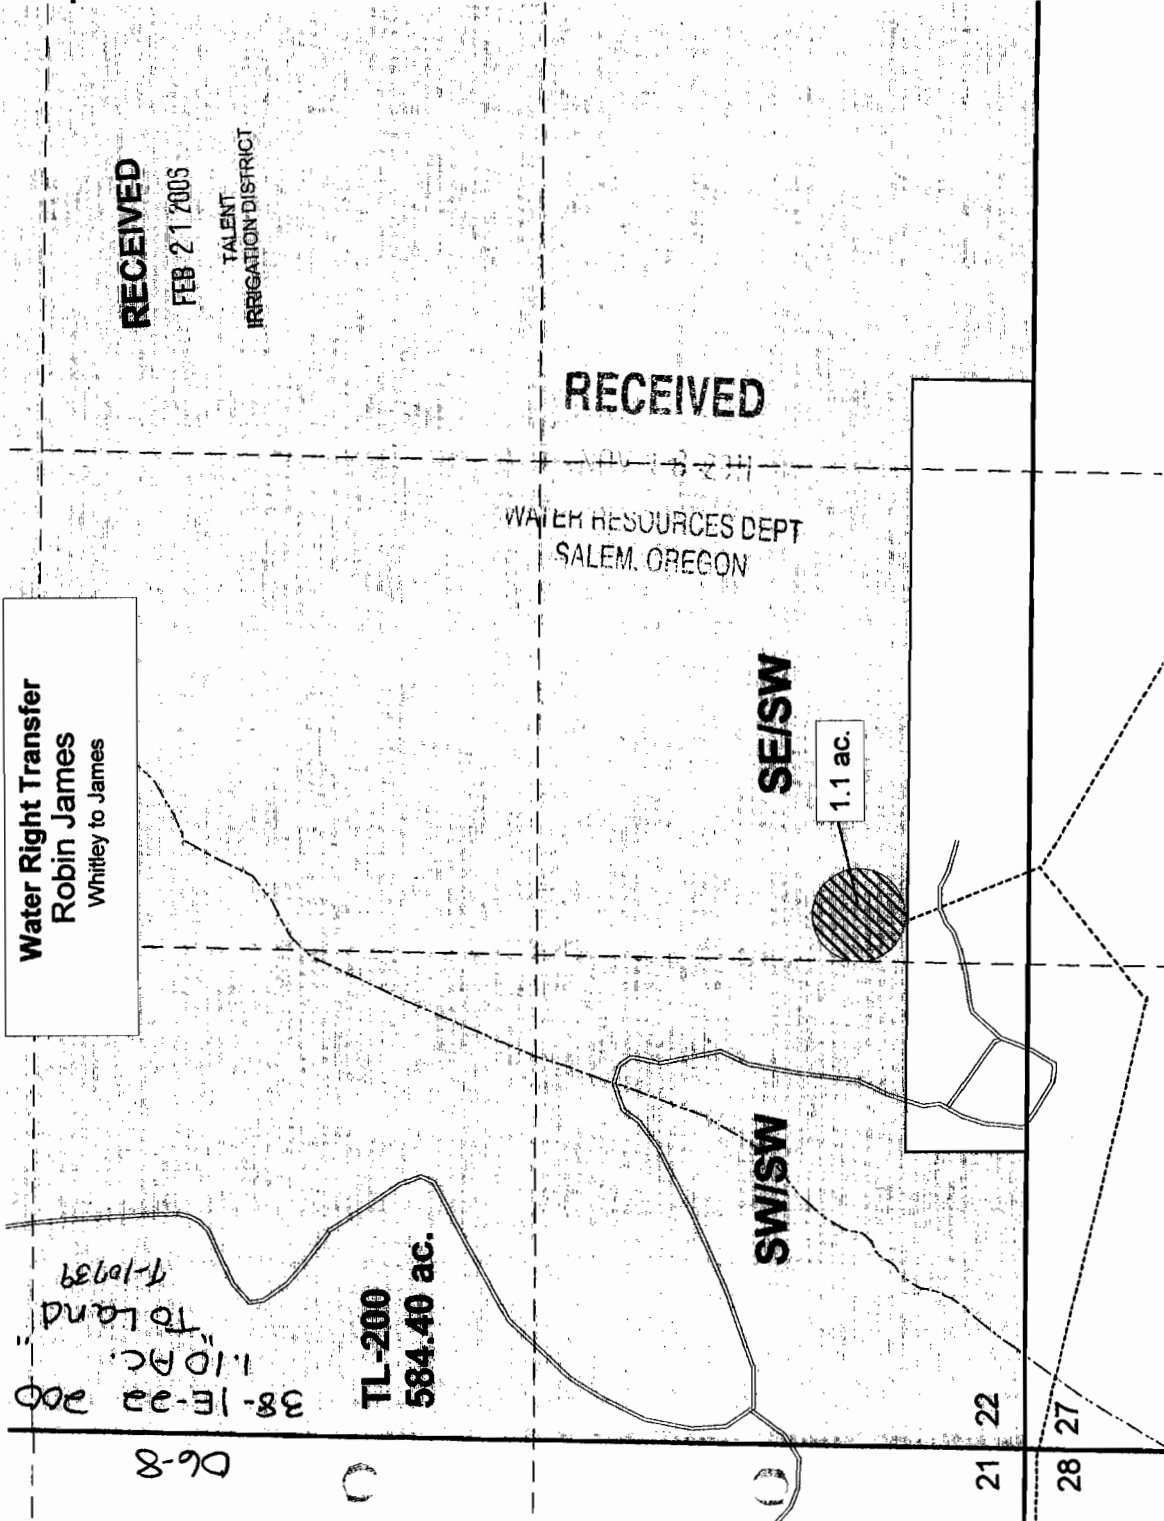 Water Right Transfer
Robin James
Whitley to James
RECEIVED
FEB 21 2006
TALENT
IRRIGATION DISTRICT
RECEIVED
WATER RESOURCES DEPT
SALEM, OREGON
SE/SW
1.1 ac.
SW/SW
TL-200
584.40 ac.
06-8
38-1E-22 200
1.10 AC.
"To Land"
T-10939
21 22
28 27